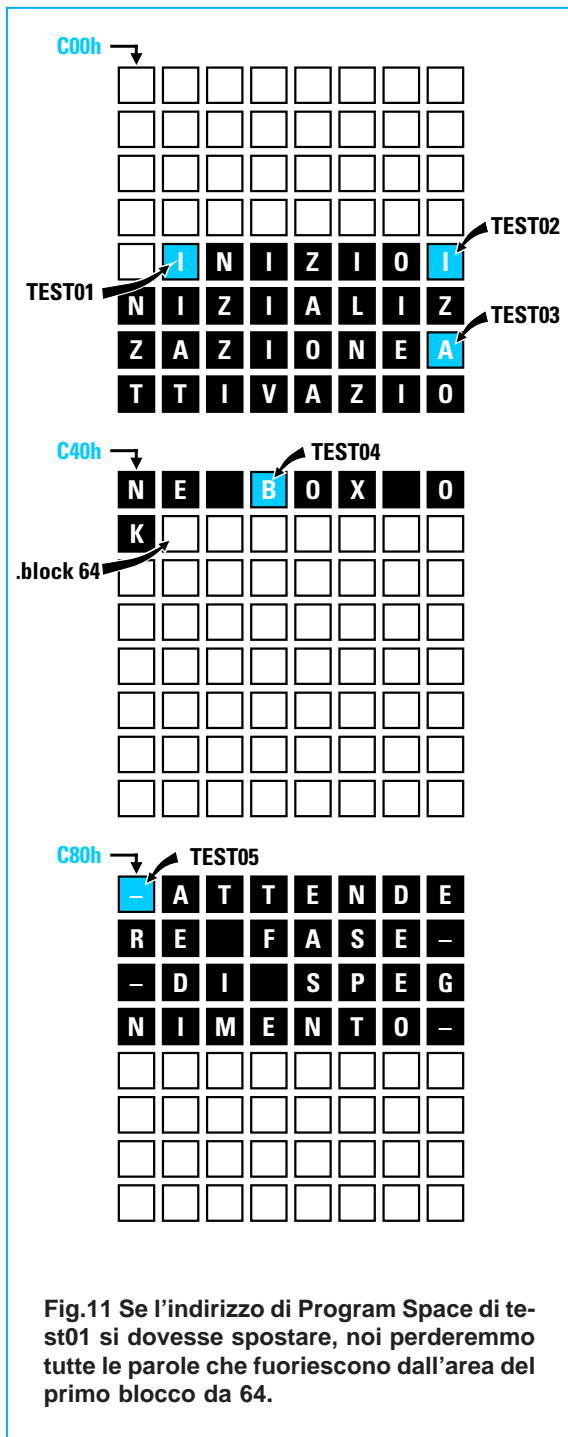 C00h
TEST02
I N I Z I O I
TEST01
N I Z I A L I Z
TEST03
Z A Z I O N E A
T T I V A Z I O
C40h
TEST04
N E B O X O
K
.block 64
C80h
TEST05
– A T T E N D E
R E F A S E –
– D I S P E G
N I M E N T O –
Fig.11 Se l'indirizzo di Program Space di te-
st01 si dovesse spostare, noi perderemmo
tutte le parole che fuoriescono dall'area del
primo blocco da 64.